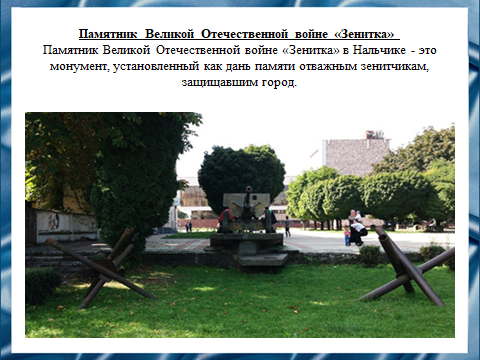 Памятник Великой Отечественной войне «Зенитка»
Памятник Великой Отечественной войне «Зенитка» в Нальчике - это
монумент, установленный как дань памяти отважным зенитчикам,
защищавшим город.